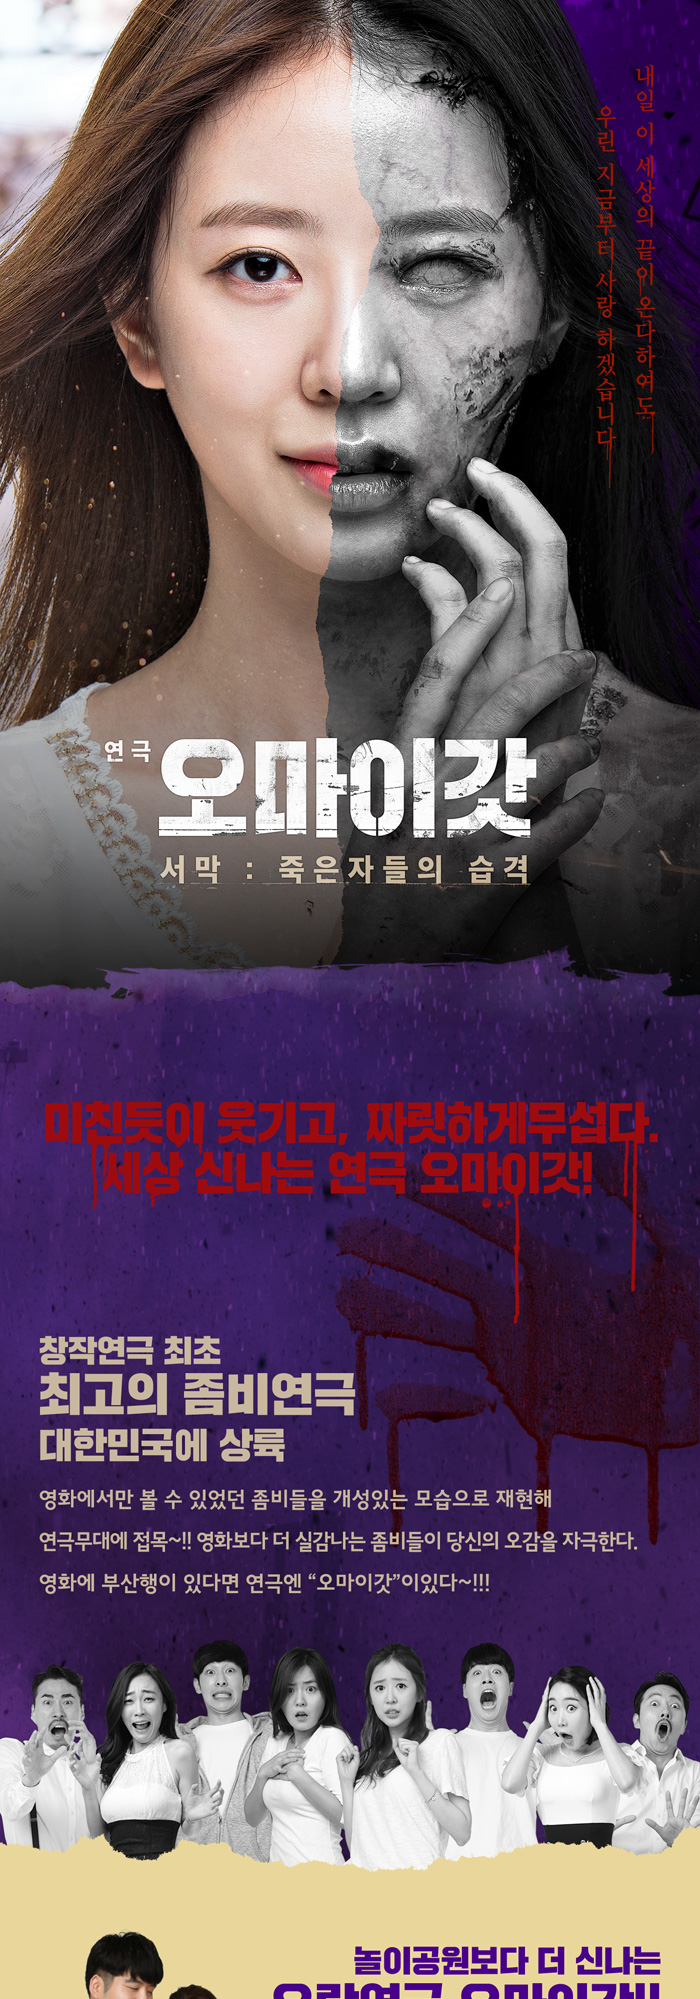 내일 이 세상의 끝이 온다하여도
우린 지금부터 사랑 하겠습니다
연극
오마이갓
서막 : 죽은자들의 습격
미친듯이 웃기고, 짜릿하게무섭다.
세상 신나는 연극 오마이갓!
창작연극 최초
최고의 좀비연극
대한민국에 상륙
영화에서만 볼 수 있었던 좀비들을 개성있는 모습으로 재현해
연극무대에 접목~!! 영화보다 더 실감나는 좀비들이 당신의 오감을 자극한다.
영화에 부산행이 있다면 연극엔 “오마이갓”이있다~!!!
놀이공원보다 더 신나는
오락연극 오마이갓!!